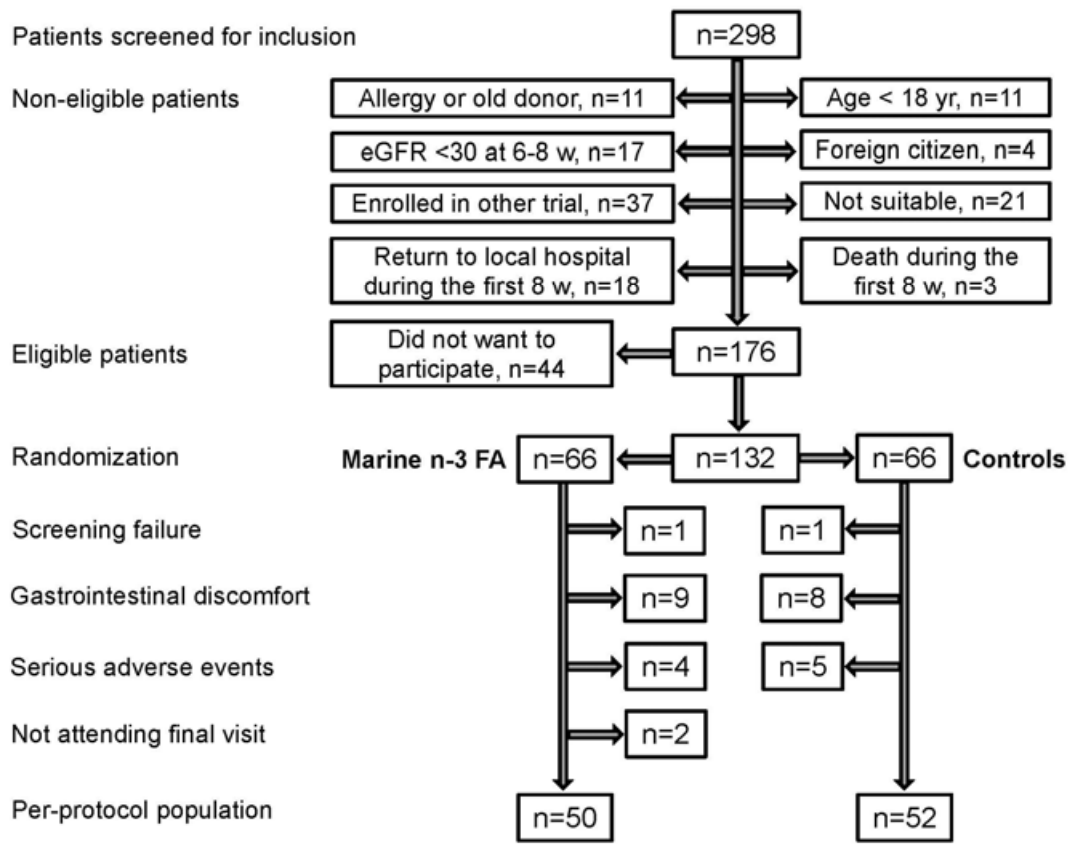 Patients screened for inclusion
n=298
Non-eligible patients
Allergy or old donor, n=11
Age < 18 yr, n=11
eGFR <30 at 6-8 w, n=17
Foreign citizen, n=4
Enrolled in other trial, n=37
Not suitable, n=21
Return to local hospital
during the first 8 w, n=18
Death during the
first 8 w, n=3
Eligible patients
Did not want to
participate, n=44
n=176
Randomization
Marine n-3 FA
n=66
n=132
n=66
Controls
Screening failure
n=1
n=1
Gastrointestinal discomfort
n=9
n=8
Serious adverse events
n=4
n=5
Not attending final visit
n=2
Per-protocol population
n=50
n=52